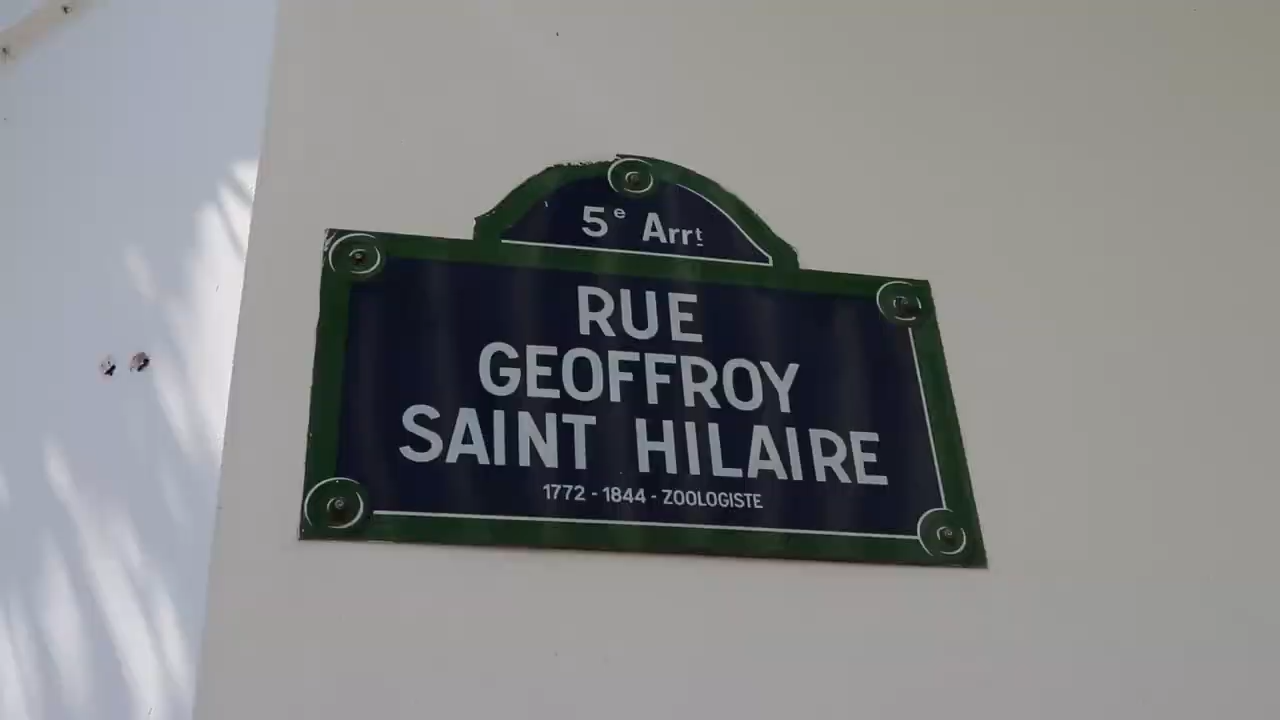 5e Arrt
RUE
GEOFFROY
SAINT HILAIRE
1772 - 1844 - ZOOLOGISTE